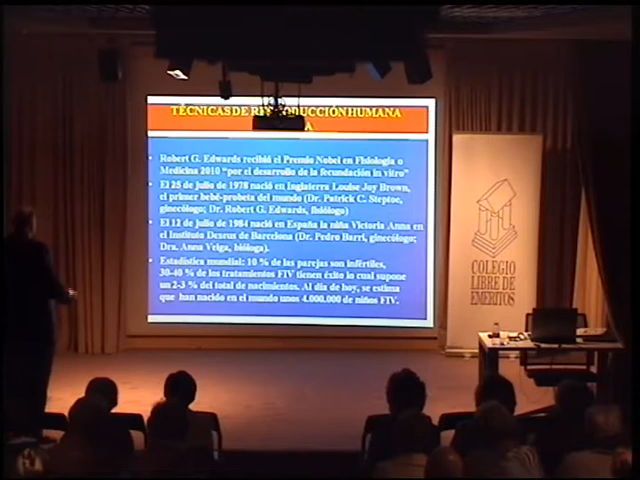 TÉCNICAS DE REPRODUCCIÓN HUMANA
A
• Robert G. Edwards recibió el Premio Nobel en Fisiología o
Medicina 2010 “por el desarrollo de la fecundación in vitro”
• El 25 de julio de 1978 nació en Inglaterra Louise Joy Brown,
el primer bebé-probeta del mundo (Dr. Patrick C. Steptoe,
ginecólogo; Dr. Robert G. Edwards, fisiólogo)
• El 12 de julio de 1984 nació en España la niña Victoria Anna en
el Instituto Dexeus de Barcelona (Dr. Pedro Barri, ginecólogo;
Dra. Anna Veiga, bióloga).
• Estadística mundial: 10 % de las parejas son infértiles,
30-40 % de los tratamientos FIV tienen éxito lo cual supone
un 2-3 % del total de nacimientos. Al día de hoy, se estima
que han nacido en el mundo unos 4.000.000 de niños FIV.
COLEGIO
LIBRE DE
EMÉRITOS